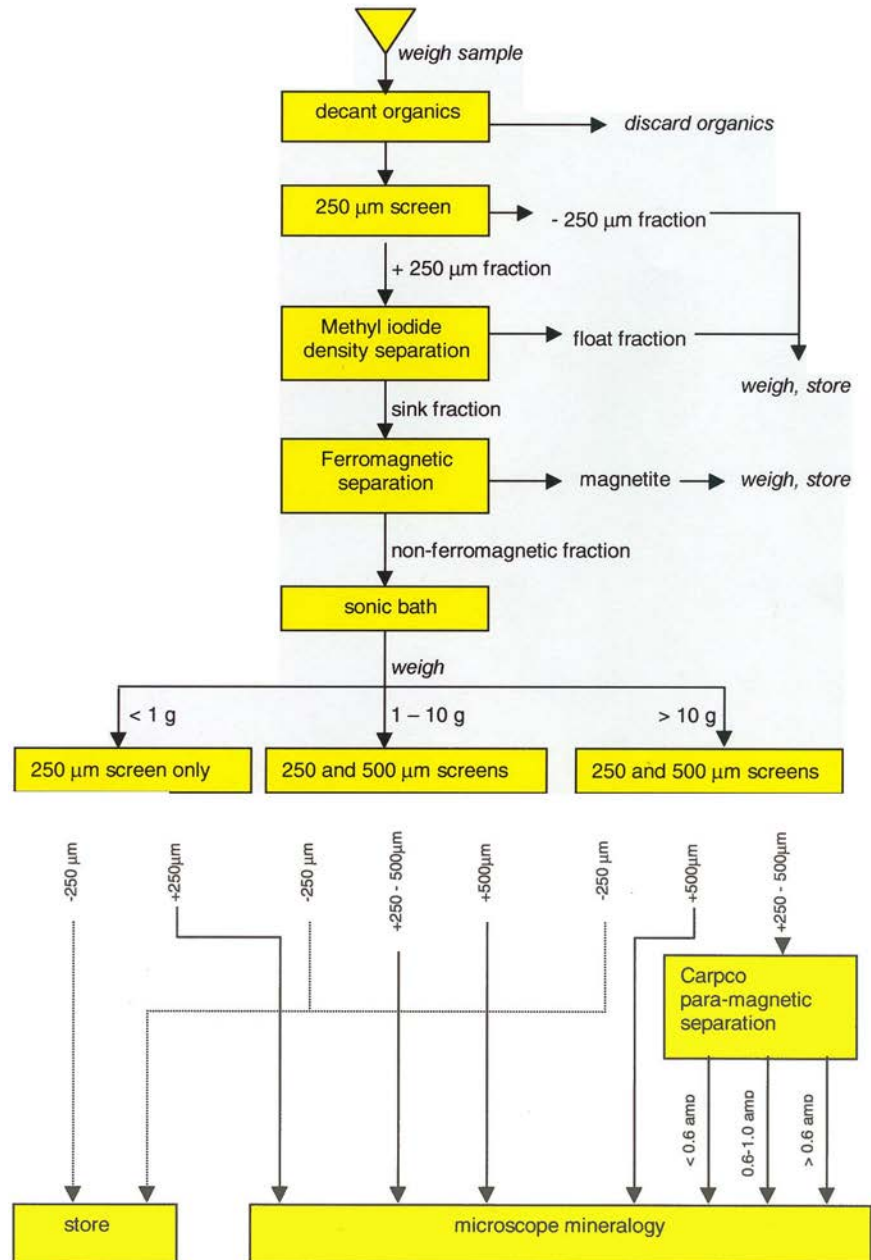 weigh sample
decant organics
discard organics
250 µm screen
- 250 µm fraction
+ 250 µm fraction
Methyl iodide
density separation
float fraction
weigh, store
sink fraction
Ferromagnetic
separation
magnetite
weigh, store
non-ferromagnetic fraction
sonic bath
weigh
< 1 g
1 – 10 g
> 10 g
250 µm screen only
250 and 500 µm screens
250 and 500 µm screens
-250 µm
+250µm
-250 µm
+250 - 500µm
+500µm
-250 µm
+500µm
+250 - 500µm
Carpco
para-magnetic
separation
< 0.6 amp
0.6-1.0 amp
> 0.6 amp
store
microscope mineralogy